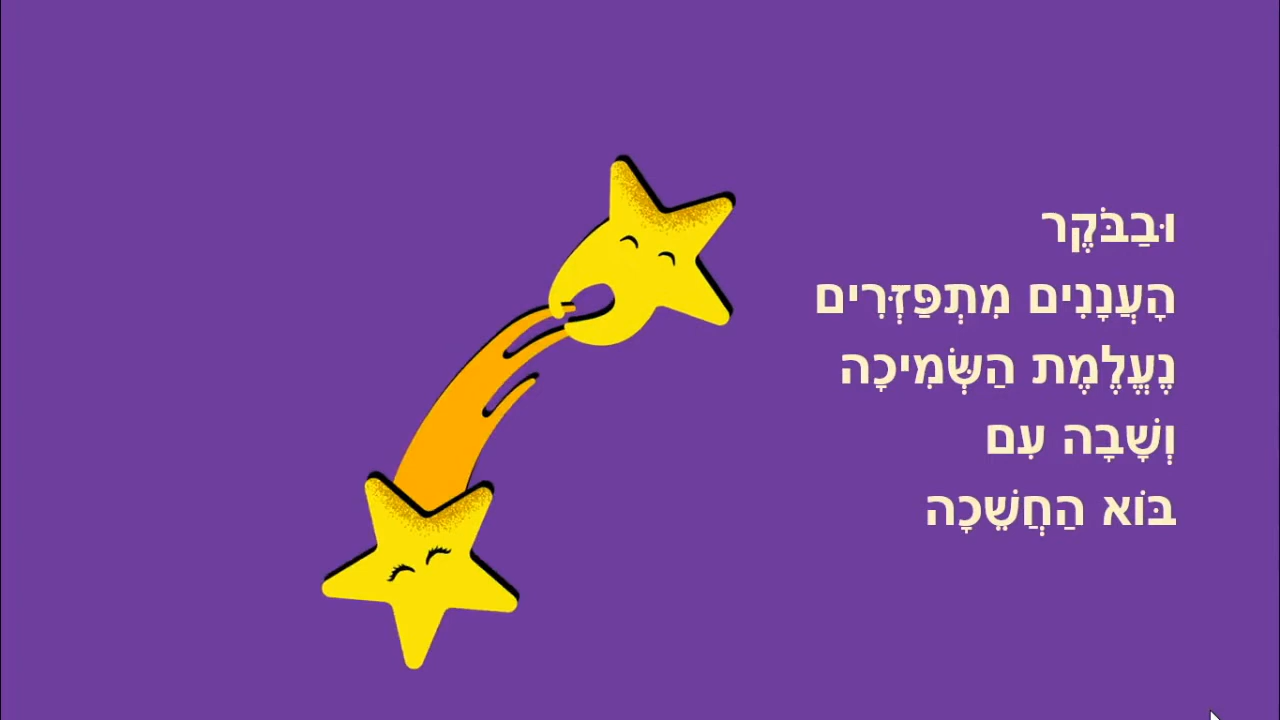 וּבַבֹּקֶר
הָעֲנָנִים מִתְפַּזְּרִים
נֶעֱלֶמֶת הַשְּׂמִיכָה
וְשָׁבָה עִם
בּוֹא הַחֲשֵׁכָה